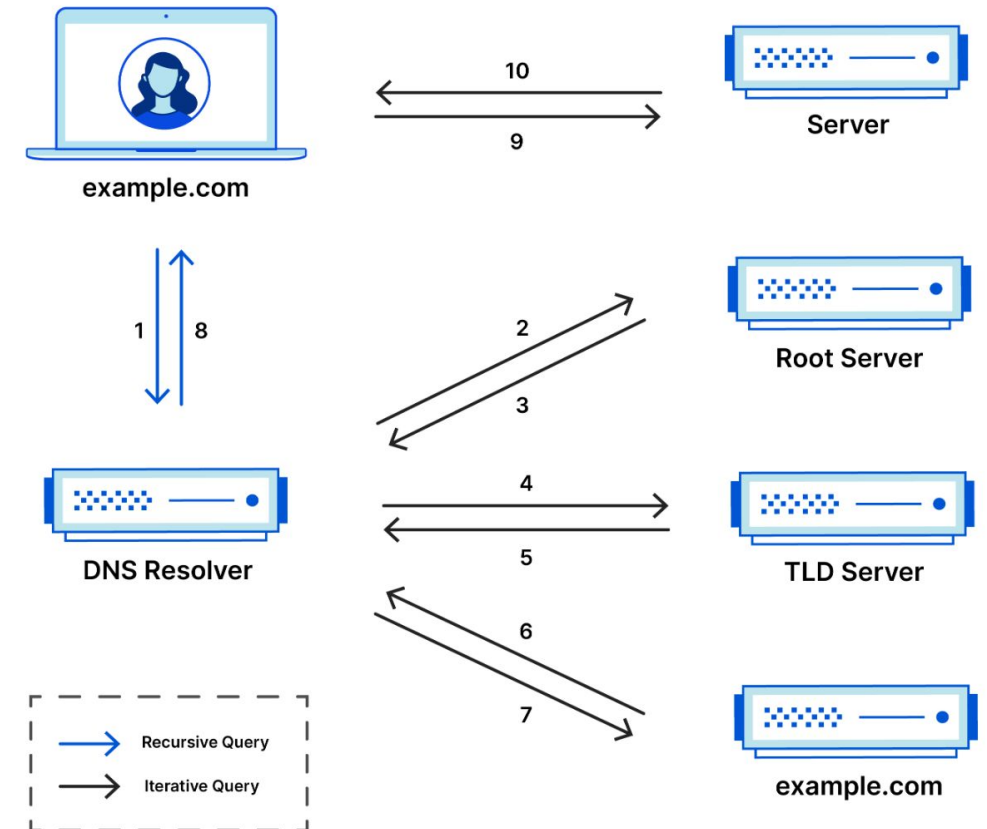 10
9
Server
example.com
1
8
2
3
Root Server
4
5
DNS Resolver
TLD Server
6
7
example.com
Recursive Query
Iterative Query